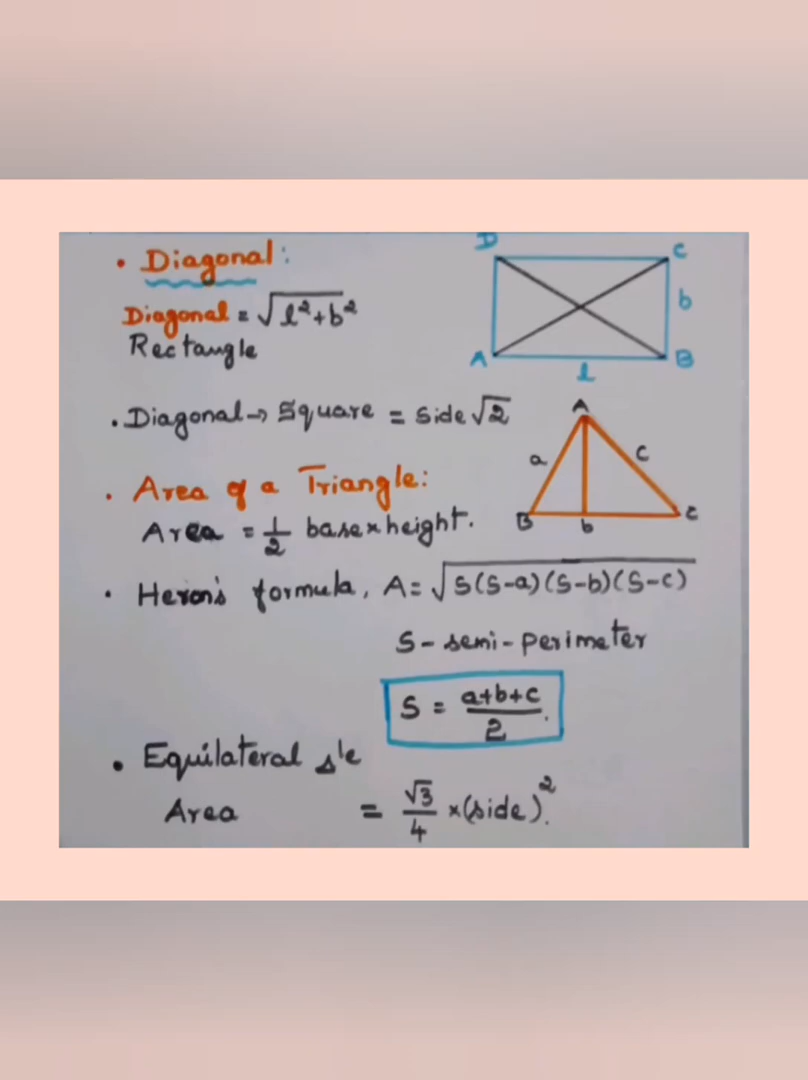 • Diagonal:
Diagonal = √l²+b²
Rectangle
D
C
b
A
B
l
• Diagonal → Square = side√2
A
a
c
B
b
c
• Area of a Triangle:
Area = 1/2 base×height.
• Heron's formula, A = √S(S-a)(S-b)(S-c)
S - semi-perimeter
S = a+b+c/2.
• Equilateral △'le
Area = √3/4 ×(side)².